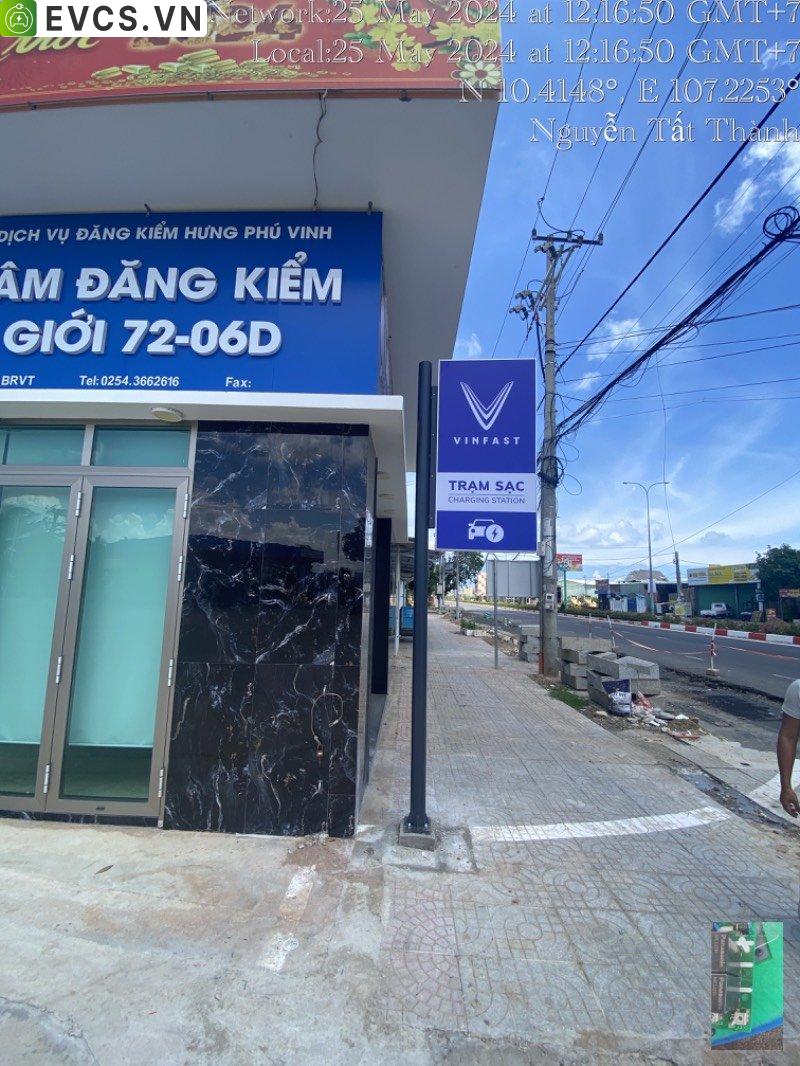 EVCS.VN
Network:25 May 2024 at 12:16:50 GMT+7
Local:25 May 2024 at 12:16:50 GMT+7
N 10.4148°, E 107.2253°
Nguyễn Tất Thành
DỊCH VỤ ĐĂNG KIỂM HƯNG PHÚ VINH
ÂM ĐĂNG KIỂM
GIỚI 72-06D
BRVT Tel:0254.3662616 Fax:
VINFAST
TRẠM SẠC
CHARGING STATION